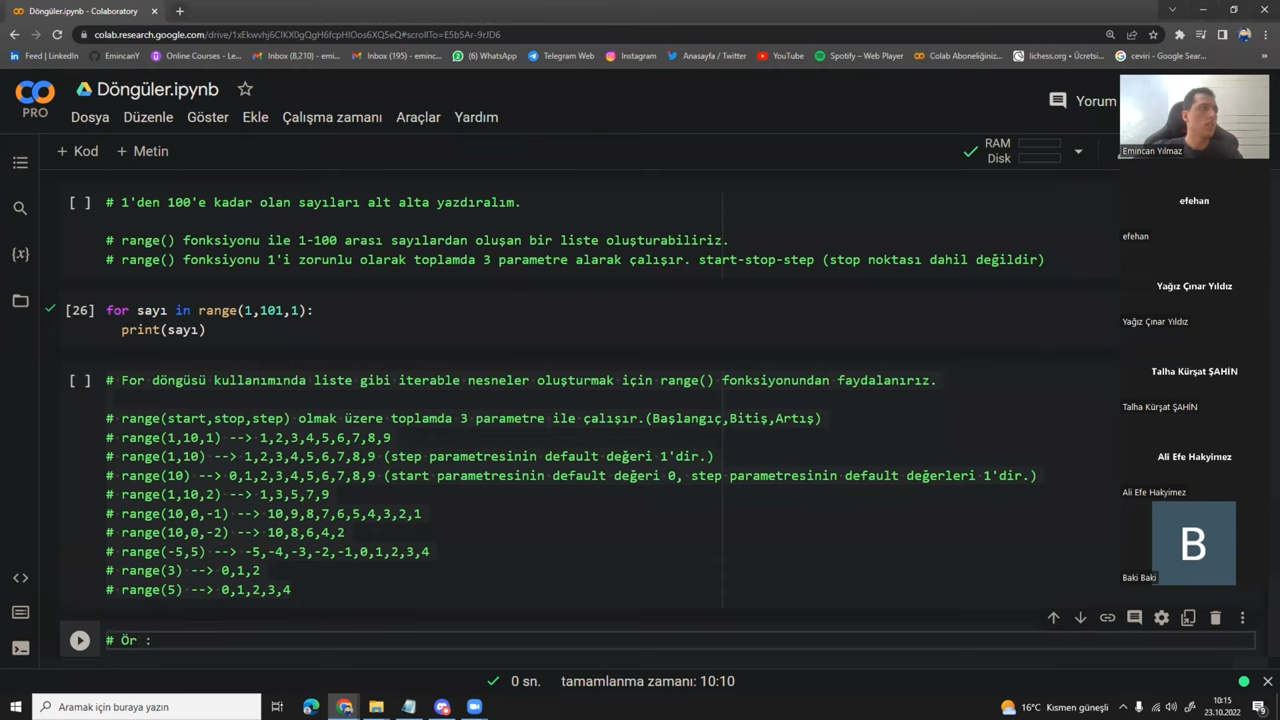 Döngüler.ipynb - Colaboratory
colab.research.google.com/drive/1xEkwvhj6CIKX0gQgH6fcpHIOos6XQ5eQ#scrollTo=E5b5Ar-9rJD6
Feed | LinkedIn
EmincanY
Online Courses - Le...
Inbox (8,210) - emi...
Inbox (195) - eminc...
(2) WhatsApp
Telegram Web
Instagram
Anasayfa / Twitter
YouTube
Spotify – Web Player
Colab Aboneliğiniz...
lichess.org • Ücretsi...
çeviri - Google Sear...
PRO
Döngüler.ipynb
Dosya Düzenle Göster Ekle Çalışma zamanı Araçlar Yardım
Yorum
+ Kod + Metin
RAM
Disk
[ ] # 1'den 100'e kadar olan sayıları alt alta yazdıralım.
# range() fonksiyonu ile 1-100 arası sayılardan oluşan bir liste oluşturabiliriz.
# range() fonksiyonu 1'i zorunlu olarak toplamda 3 parametre alarak çalışır. start-stop-step (stop noktası dahil değildir)
[26] for sayı in range(1,101,1):
print(sayı)
[ ] # For döngüsü kullanımında liste gibi iterable nesneler oluşturmak için range() fonksiyonundan faydalanırız.
# range(start,stop,step) olmak üzere toplamda 3 parametre ile çalışır.(Başlangıç,Bitiş,Artış)
# range(1,10,1) --> 1,2,3,4,5,6,7,8,9
# range(1,10) --> 1,2,3,4,5,6,7,8,9 (step parametresinin default değeri 1'dir.)
# range(10) --> 0,1,2,3,4,5,6,7,8,9 (start parametresinin default değeri 0, step parametresinin default değerleri 1'dir.)
# range(1,10,2) --> 1,3,5,7,9
# range(10,0,-1) --> 10,9,8,7,6,5,4,3,2,1
# range(10,0,-2) --> 10,8,6,4,2
# range(-5,5) --> -5,-4,-3,-2,-1,0,1,2,3,4
# range(3) --> 0,1,2
# range(5) --> 0,1,2,3,4
# Ör :
Emincan Yılmaz
efehan
efehan
Yağız Çınar Yıldız
Yağız Çınar Yıldız
Talha Kürşat ŞAHİN
Talha Kürşat ŞAHİN
Ali Efe Hakyimez
Ali Efe Hakyimez
B
Baki Baki
0 sn. tamamlanma zamanı: 10:10
Aramak için buraya yazın
16°C Kısmen güneşli
10:15
23.10.2022
9